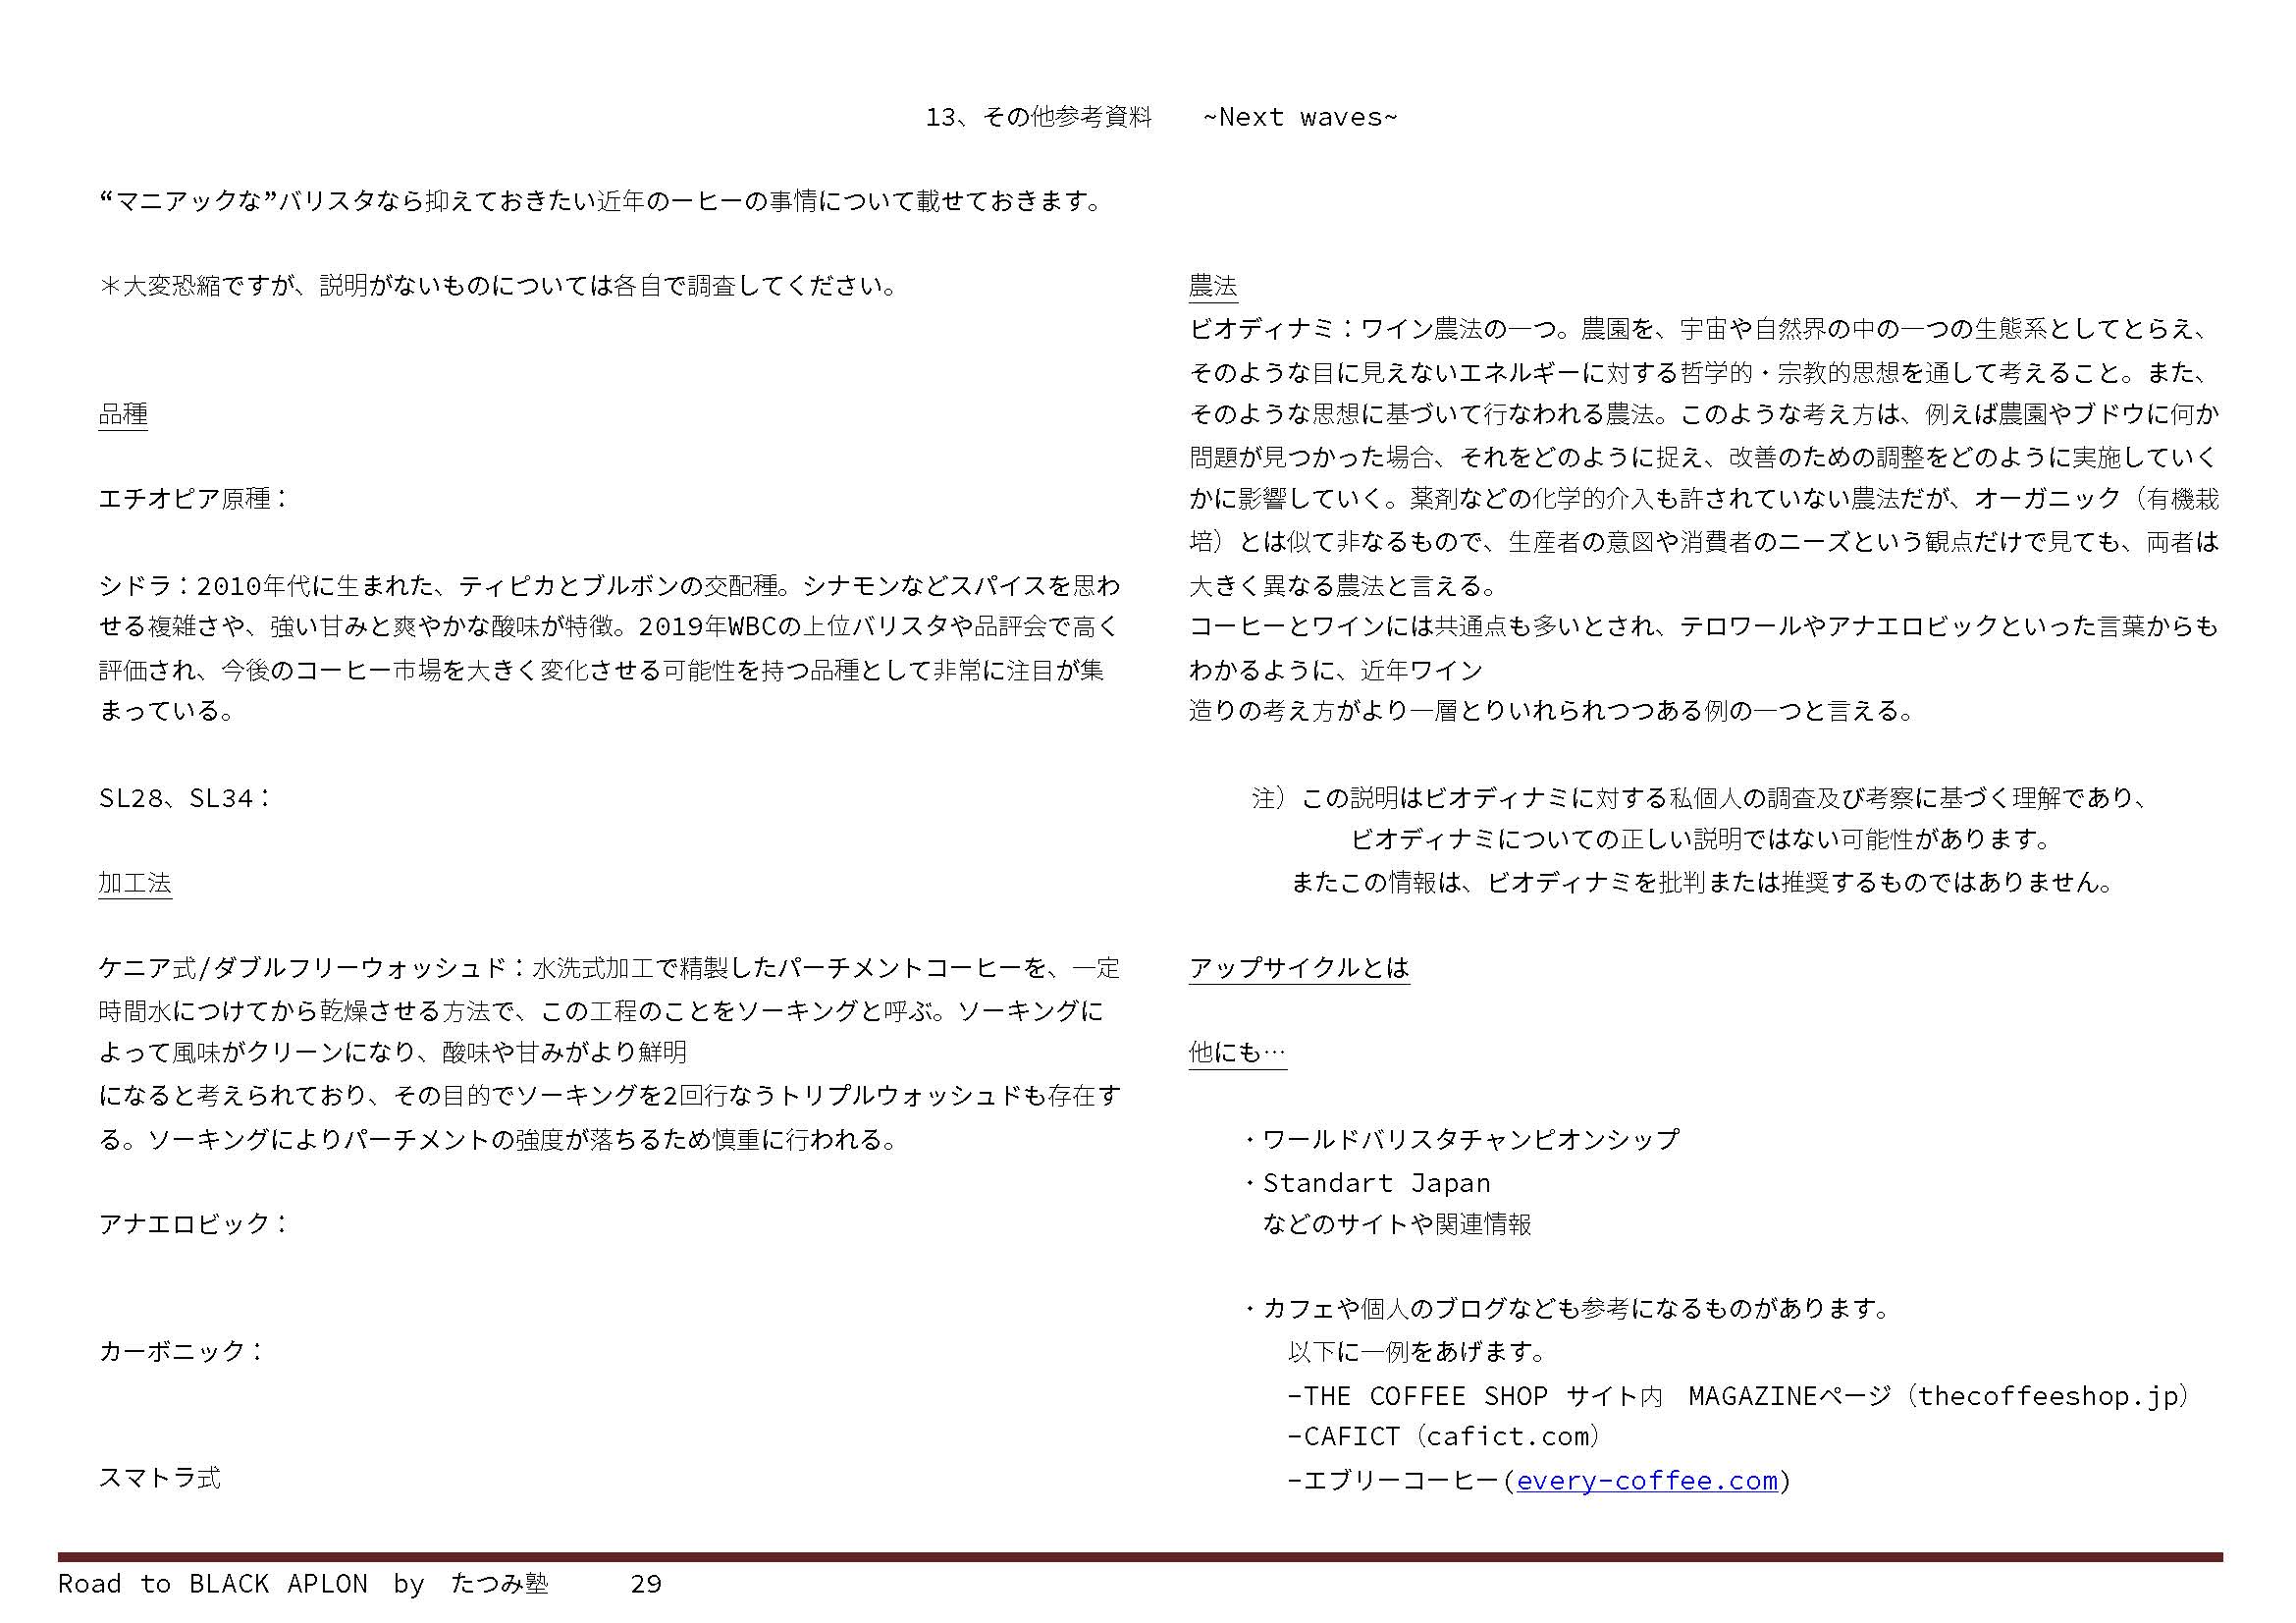 13、その他参考資料　　~Next waves~
“マニアックな”バリスタなら抑えておきたい近年のーヒーの事情について載せておきます。
＊大変恐縮ですが、説明がないものについては各自で調査してください。
品種
エチオピア原種：
シドラ：2010年代に生まれた、ティピカとブルボンの交配種。シナモンなどスパイスを思わ
せる複雑さや、強い甘みと爽やかな酸味が特徴。2019年WBCの上位バリスタや品評会で高く
評価され、今後のコーヒー市場を大きく変化させる可能性を持つ品種として非常に注目が集
まっている。
SL28、SL34：
加工法
ケニア式/ダブルフリーウォッシュド：水洗式加工で精製したパーチメントコーヒーを、一定
時間水につけてから乾燥させる方法で、この工程のことをソーキングと呼ぶ。ソーキングに
よって風味がクリーンになり、酸味や甘みがより鮮明
になると考えられており、その目的でソーキングを2回行なうトリプルウォッシュドも存在す
る。ソーキングによりパーチメントの強度が落ちるため慎重に行われる。
アナエロビック：
カーボニック：
スマトラ式
農法
ビオディナミ：ワイン農法の一つ。農園を、宇宙や自然界の中の一つの生態系としてとらえ、
そのような目に見えないエネルギーに対する哲学的・宗教的思想を通して考えること。また、
そのような思想に基づいて行なわれる農法。このような考え方は、例えば農園やブドウに何か
問題が見つかった場合、それをどのように捉え、改善のための調整をどのように実施していく
かに影響していく。薬剤などの化学的介入も許されていない農法だが、オーガニック（有機栽
培）とは似て非なるもので、生産者の意図や消費者のニーズという観点だけで見ても、両者は
大きく異なる農法と言える。
コーヒーとワインには共通点も多いとされ、テロワールやアナエロビックといった言葉からも
わかるように、近年ワイン
造りの考え方がより一層とりいれられつつある例の一つと言える。
注）この説明はビオディナミに対する私個人の調査及び考察に基づく理解であり、
ビオディナミについての正しい説明ではない可能性があります。
またこの情報は、ビオディナミを批判または推奨するものではありません。
アップサイクルとは
他にも…
・ワールドバリスタチャンピオンシップ
・Standart Japan
などのサイトや関連情報
・カフェや個人のブログなども参考になるものがあります。
以下に一例をあげます。
−THE COFFEE SHOP サイト内　MAGAZINEページ（thecoffeeshop.jp）
−CAFICT（cafict.com）
−エブリーコーヒー(every-coffee.com)
Road to BLACK APLON　by　たつみ塾　　　29